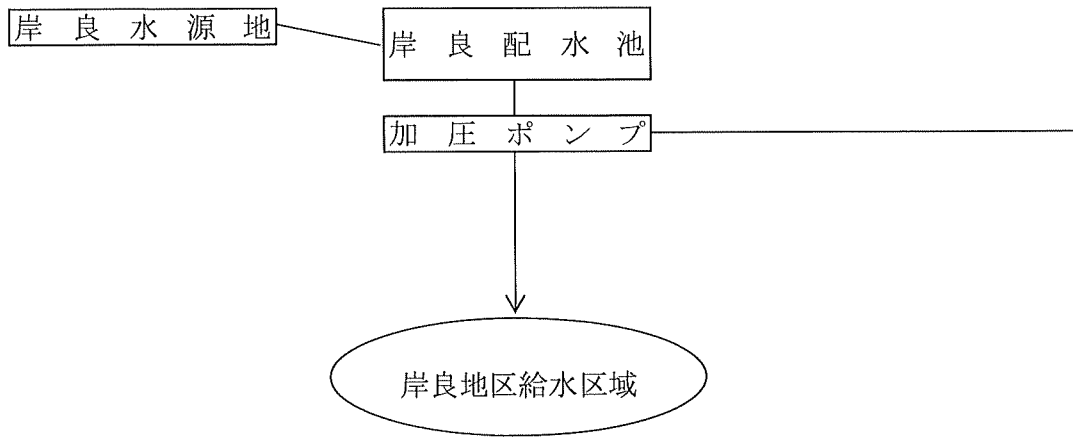 岸良水源地
岸良配水池
加圧ポンプ
岸良地区給水区域